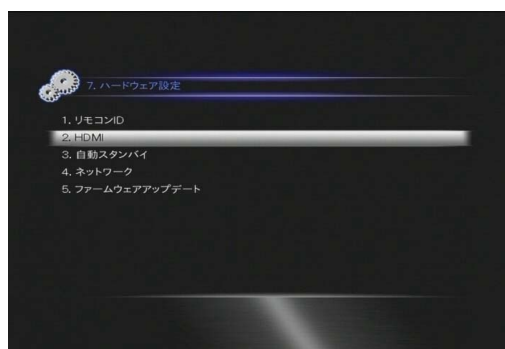 7. ハードウェア設定
1. リモコンID
2. HDMI
3. 自動スタンバイ
4. ネットワーク
5. ファームウェアアップデート